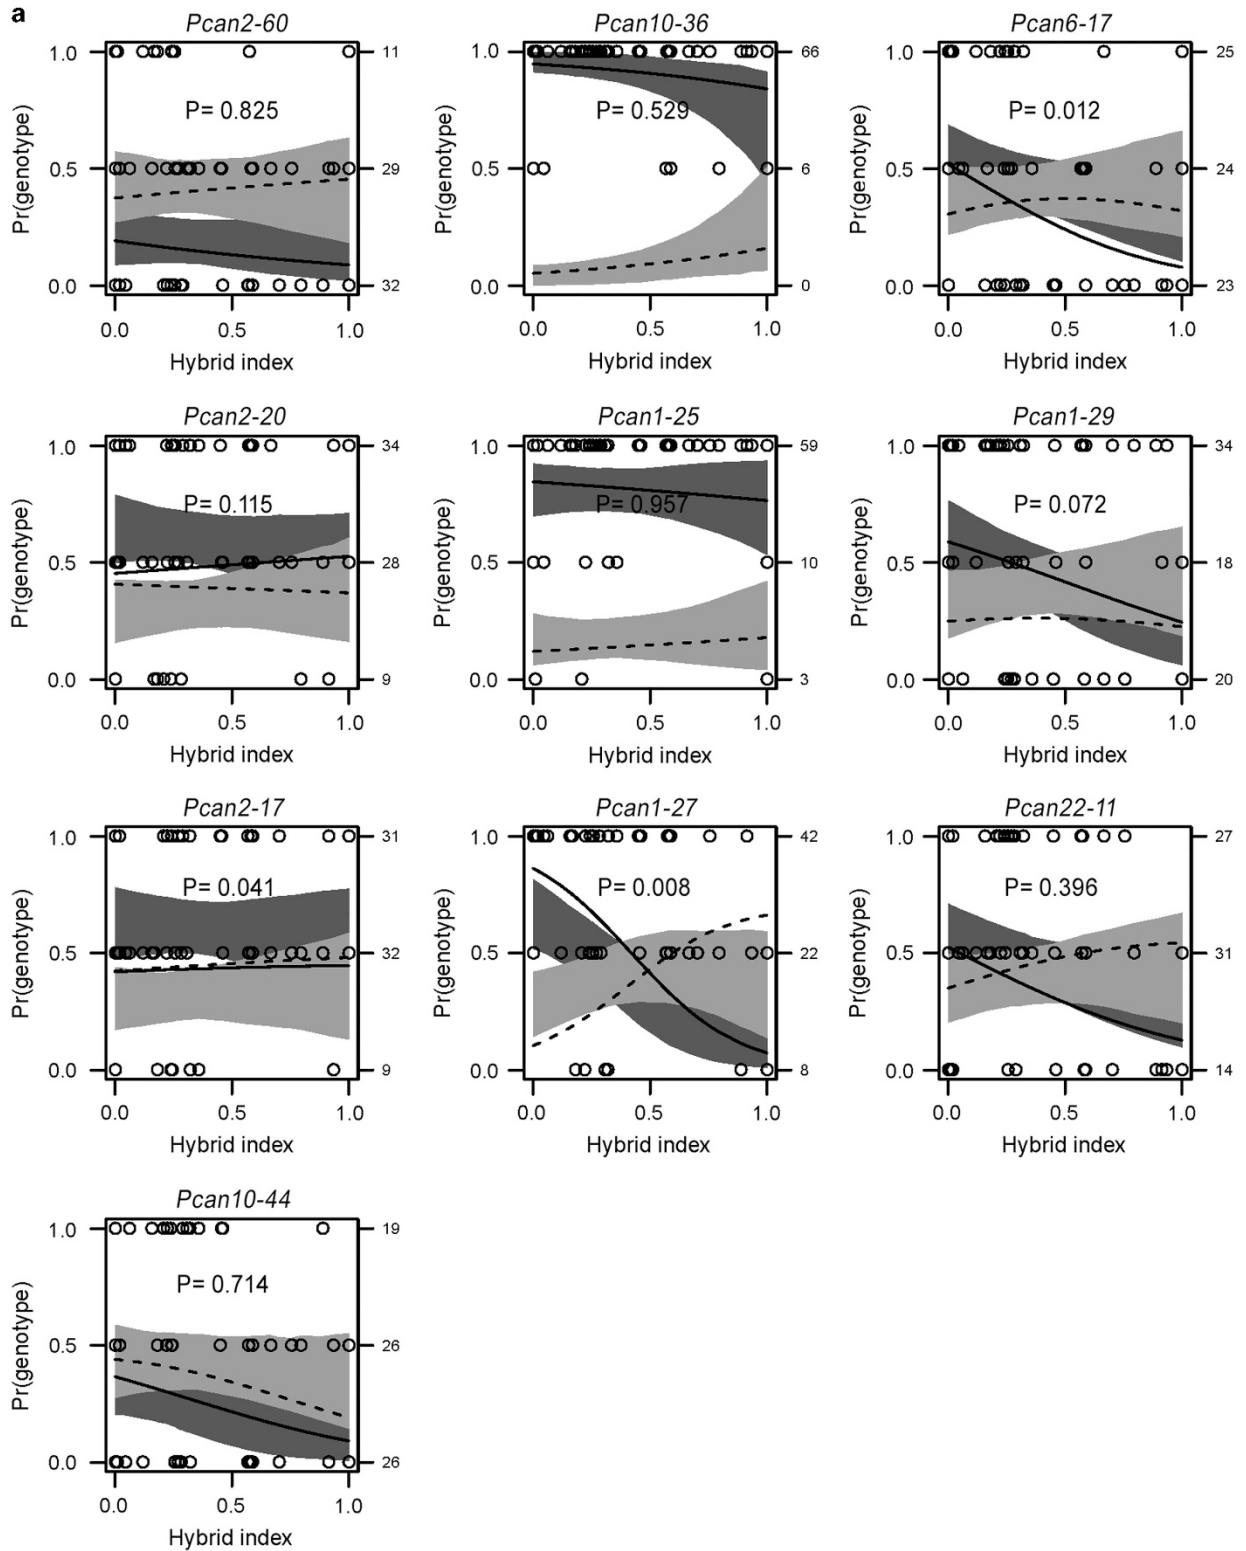 a
Pcan2-60
Pr(genotype)
1.0
0.5
0.0
P= 0.825
11
29
32
0.0 0.5 1.0
Hybrid index
Pcan10-36
Pr(genotype)
1.0
0.5
0.0
P= 0.529
66
6
0
0.0 0.5 1.0
Hybrid index
Pcan6-17
Pr(genotype)
1.0
0.5
0.0
P= 0.012
25
24
23
0.0 0.5 1.0
Hybrid index
Pcan2-20
Pr(genotype)
1.0
0.5
0.0
P= 0.115
34
28
9
0.0 0.5 1.0
Hybrid index
Pcan1-25
Pr(genotype)
1.0
0.5
0.0
P= 0.957
59
10
3
0.0 0.5 1.0
Hybrid index
Pcan1-29
Pr(genotype)
1.0
0.5
0.0
P= 0.072
34
18
20
0.0 0.5 1.0
Hybrid index
Pcan2-17
Pr(genotype)
1.0
0.5
0.0
P= 0.041
31
32
9
0.0 0.5 1.0
Hybrid index
Pcan1-27
Pr(genotype)
1.0
0.5
0.0
P= 0.008
42
22
8
0.0 0.5 1.0
Hybrid index
Pcan22-11
Pr(genotype)
1.0
0.5
0.0
P= 0.396
27
31
14
0.0 0.5 1.0
Hybrid index
Pcan10-44
Pr(genotype)
1.0
0.5
0.0
P= 0.714
19
26
26
0.0 0.5 1.0
Hybrid index